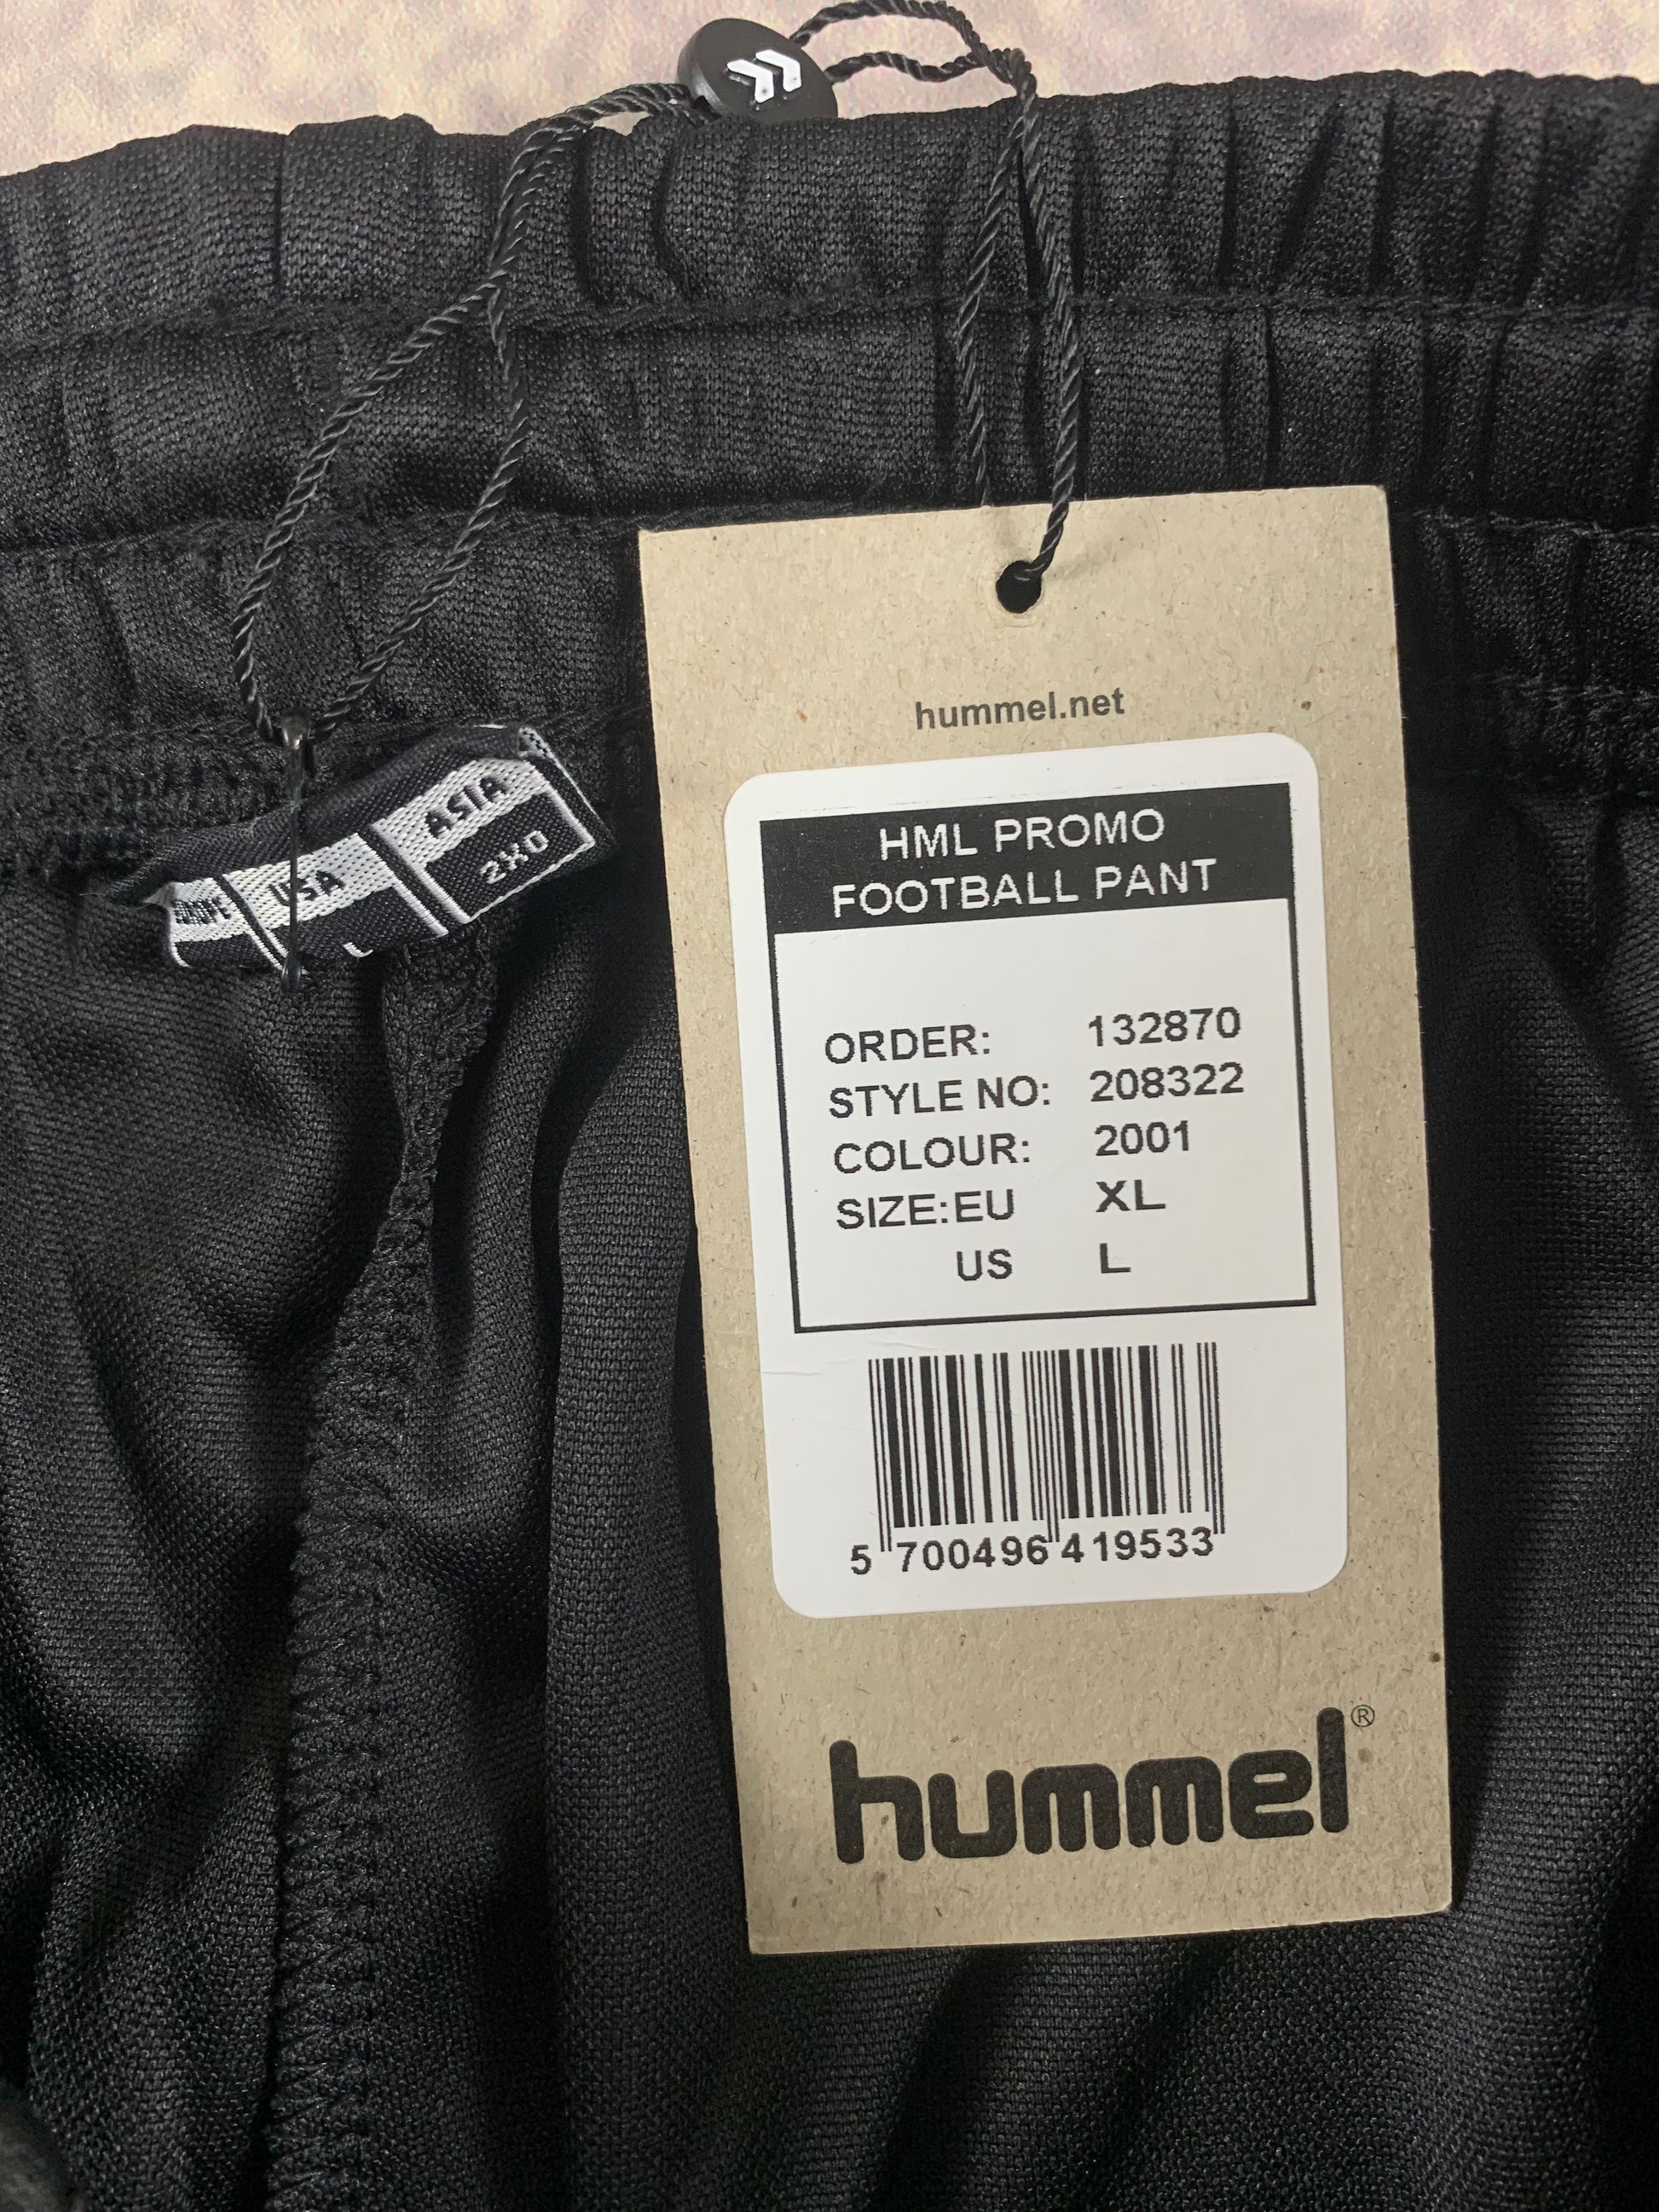 hummel.net
HML PROMO
FOOTBALL PANT
ORDER: 132870
STYLE NO: 208322
COLOUR: 2001
SIZE:EU XL
US L
5 700496 419533
hummel®
EUROPE USA ASIA
L